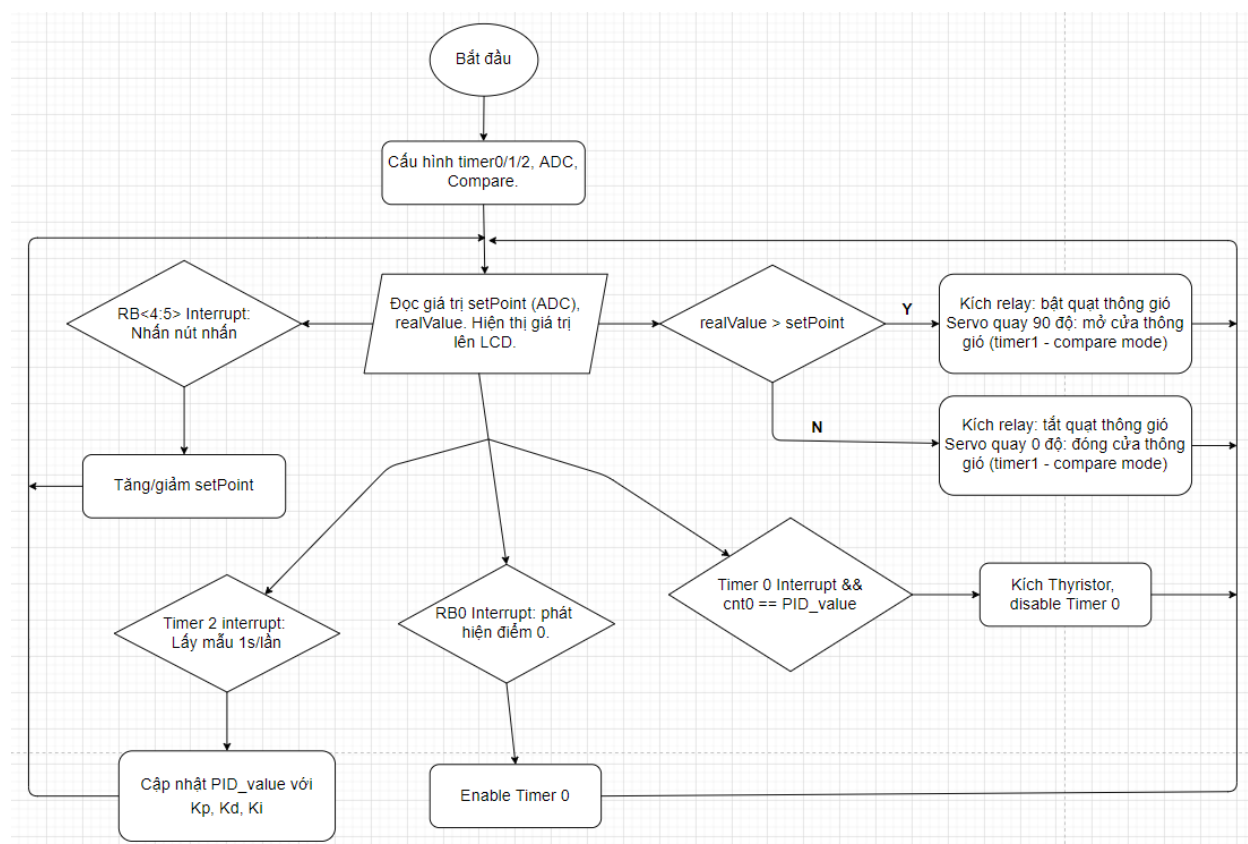 Bắt đầu
Cấu hình timer0/1/2, ADC,
Compare.
RB<4:5> Interrupt:
Nhấn nút nhấn
Đọc giá trị setPoint (ADC),
realValue. Hiện thị giá trị
lên LCD.
realValue > setPoint
Y
Kích relay: bật quạt thông gió
Servo quay 90 độ: mở cửa thông
gió (timer1 - compare mode)
N
Kích relay: tắt quạt thông gió
Servo quay 0 độ: đóng cửa thông
gió (timer1 - compare mode)
Tăng/giảm setPoint
Timer 2 interrupt:
Lấy mẫu 1s/lần
RB0 Interrupt: phát
hiện điểm 0.
Timer 0 Interrupt &&
cnt0 == PID_value
Kích Thyristor,
disable Timer 0
Cập nhật PID_value với
Kp, Kd, Ki
Enable Timer 0